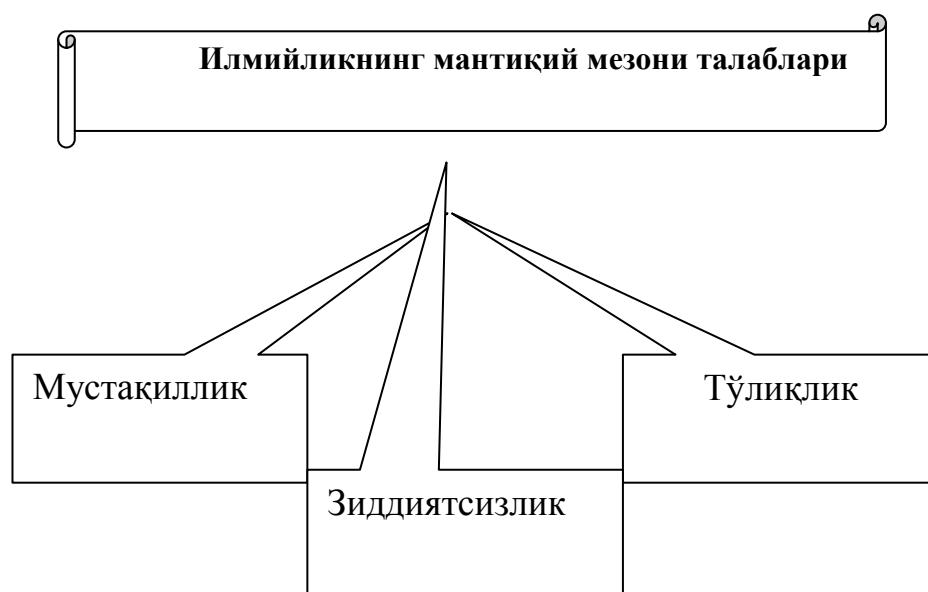 Илмийликнинг мантиқий мезони талаблари
Мустақиллик
Тўлиқлик
Зиддиятсизлик